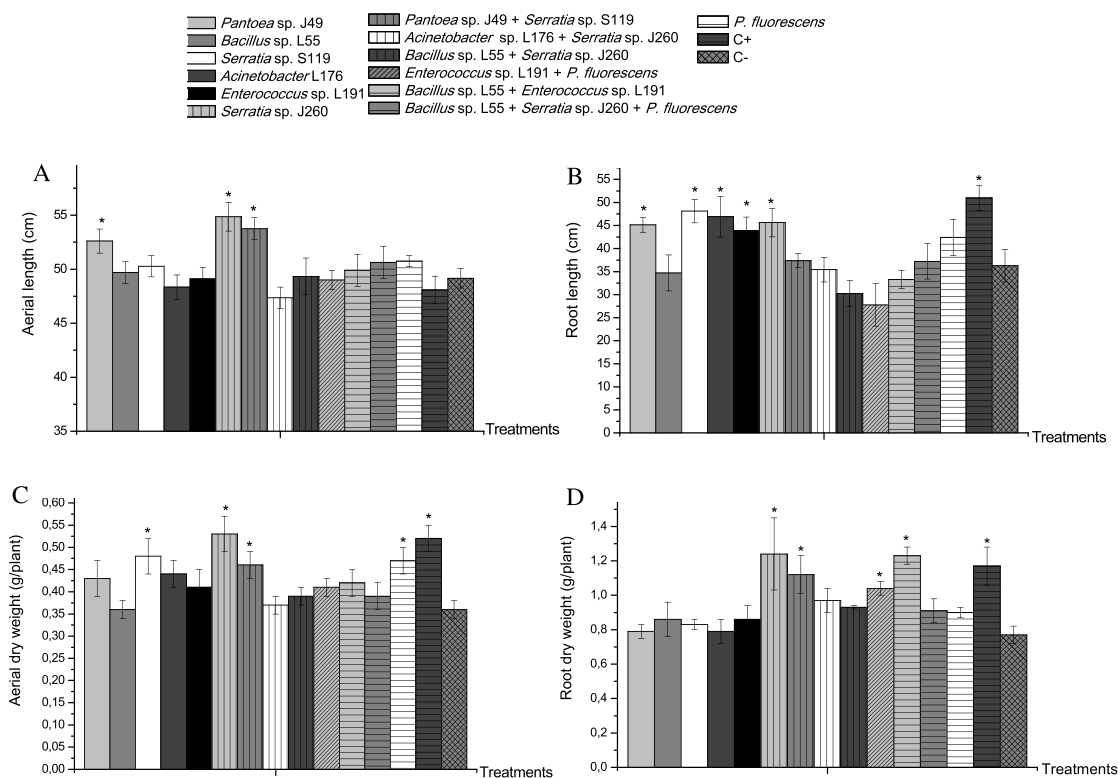 Pantoea sp. J49
Bacillus sp. L55
Serratia sp. S119
Acinetobacter L176
Enterococcus sp. L191
Serratia sp. J260
Pantoea sp. J49 + Serratia sp. S119
Acinetobacter sp. L176 + Serratia sp. J260
Bacillus sp. L55 + Serratia sp. J260
Enterococcus sp. L191 + P. fluorescens
Bacillus sp. L55 + Enterococcus sp. L191
Bacillus sp. L55 + Serratia sp. J260 + P. fluorescens
P. fluorescens
C+
C-
A
Aerial length (cm)
55
50
45
40
35
* * *
Treatments
B
Root length (cm)
55
50
45
35
30
25
25
15
10
5
0
* * * * * *
Treatments
C
Aerial dry weight (g/plant)
0,60
0,55
0,50
0,45
0,40
0,35
0,30
0,25
0,20
0,15
0,10
0,05
0,00
* * * * *
Treatments
D
Root dry weight (g/plant)
1,4
1,2
1,0
0,8
0,6
0,4
0,2
0,0
* * * * *
Treatments